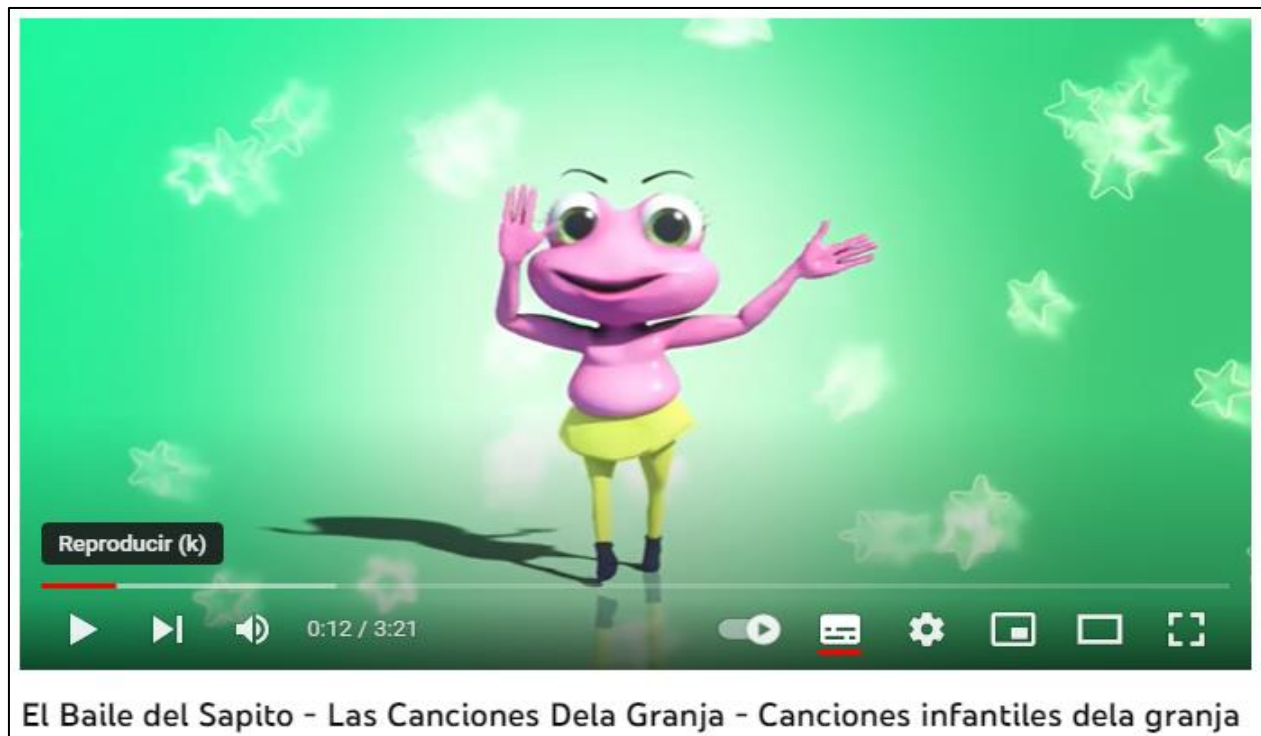 Reproducir (k)
0:12 / 3:21
El Baile del Sapito - Las Canciones Dela Granja - Canciones infantiles dela granja